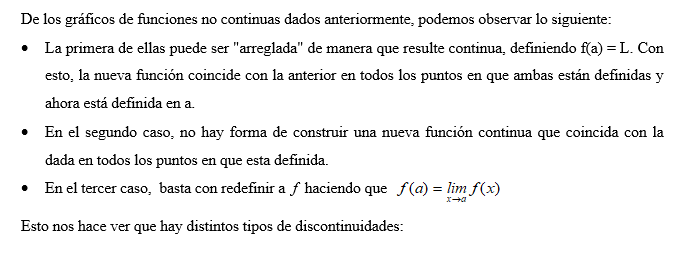 De los gráficos de funciones no continuas dados anteriormente, podemos observar lo siguiente:
• La primera de ellas puede ser "arreglada" de manera que resulte continua, definiendo f(a) = L. Con
esto, la nueva función coincide con la anterior en todos los puntos en que ambas están definidas y
ahora está definida en a.
• En el segundo caso, no hay forma de construir una nueva función continua que coincida con la
dada en todos los puntos en que esta definida.
• En el tercer caso, basta con redefinir a f haciendo que f(a) = lim f(x)
x→a
Esto nos hace ver que hay distintos tipos de discontinuidades: